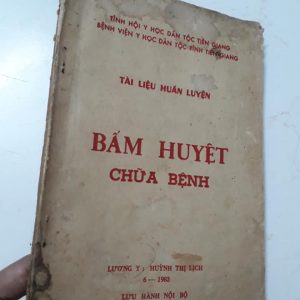 TỈNH HỘI Y HỌC DÂN TỘC TIỀN GIANG
BỆNH VIỆN Y HỌC DÂN TỘC TỈNH TIỀN GIANG
TÀI LIỆU HUẤN LUYỆN
BẤM HUYỆT
CHỮA BỆNH
LƯƠNG Y: HUỲNH THỊ LỊCH
6 — 1983
LƯU HÀNH NỘI BỘ